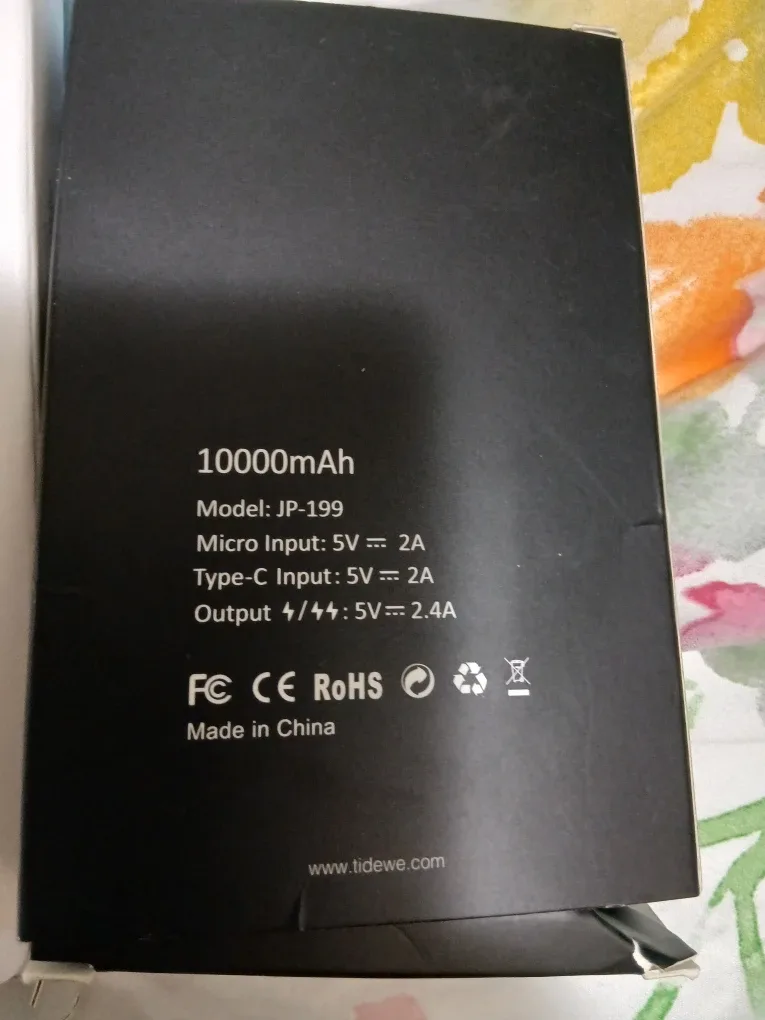 10000mAh
Model: JP-199
Micro Input: 5V ⎓ 2A
Type-C Input: 5V ⎓ 2A
Output ϟ/ϟϟ: 5V ⎓ 2.4A
FC CE RoHS
Made in China
www.tidewe.com